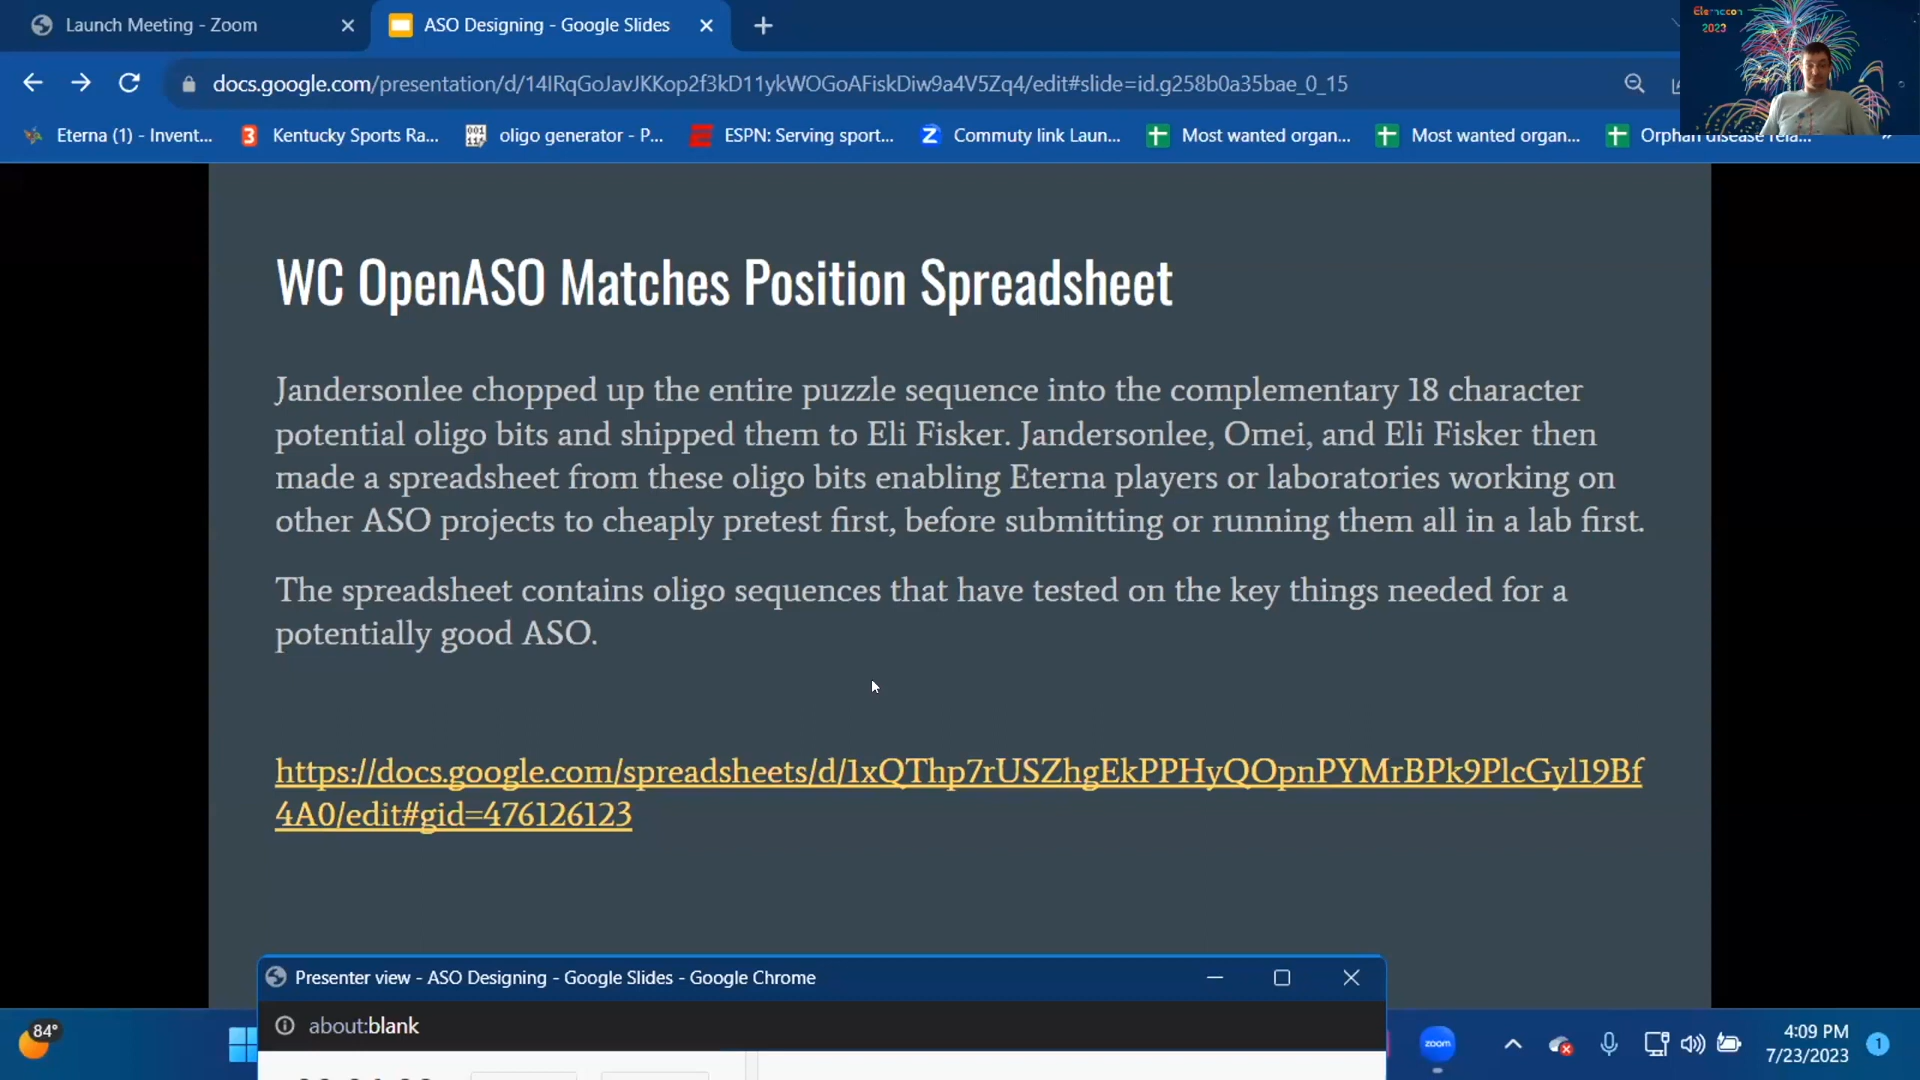 Launch Meeting - Zoom
ASO Designing - Google Slides
Eternacon
2023
docs.google.com/presentation/d/14IRqGoJavJKKop2f3kD11ykWOGoAFiskDiw9a4V5Zq4/edit#slide=id.g258b0a35bae_0_15
Eterna (1) - Invent...
Kentucky Sports Ra...
oligo generator - P...
ESPN: Serving sport...
Commuty link Laun...
Most wanted organ...
Most wanted organ...
Orphan disease rela...
WC OpenASO Matches Position Spreadsheet
Jandersonlee chopped up the entire puzzle sequence into the complementary 18 character
potential oligo bits and shipped them to Eli Fisker. Jandersonlee, Omei, and Eli Fisker then
made a spreadsheet from these oligo bits enabling Eterna players or laboratories working on
other ASO projects to cheaply pretest first, before submitting or running them all in a lab first.
The spreadsheet contains oligo sequences that have tested on the key things needed for a
potentially good ASO.
https://docs.google.com/spreadsheets/d/1xQThp7rUSZhgEkPPHyQOpnPYMrBPk9PlcGyl19Bf
4A0/edit#gid=476126123
Presenter view - ASO Designing - Google Slides - Google Chrome
about:blank
84°
zoom
4:09 PM
7/23/2023
1